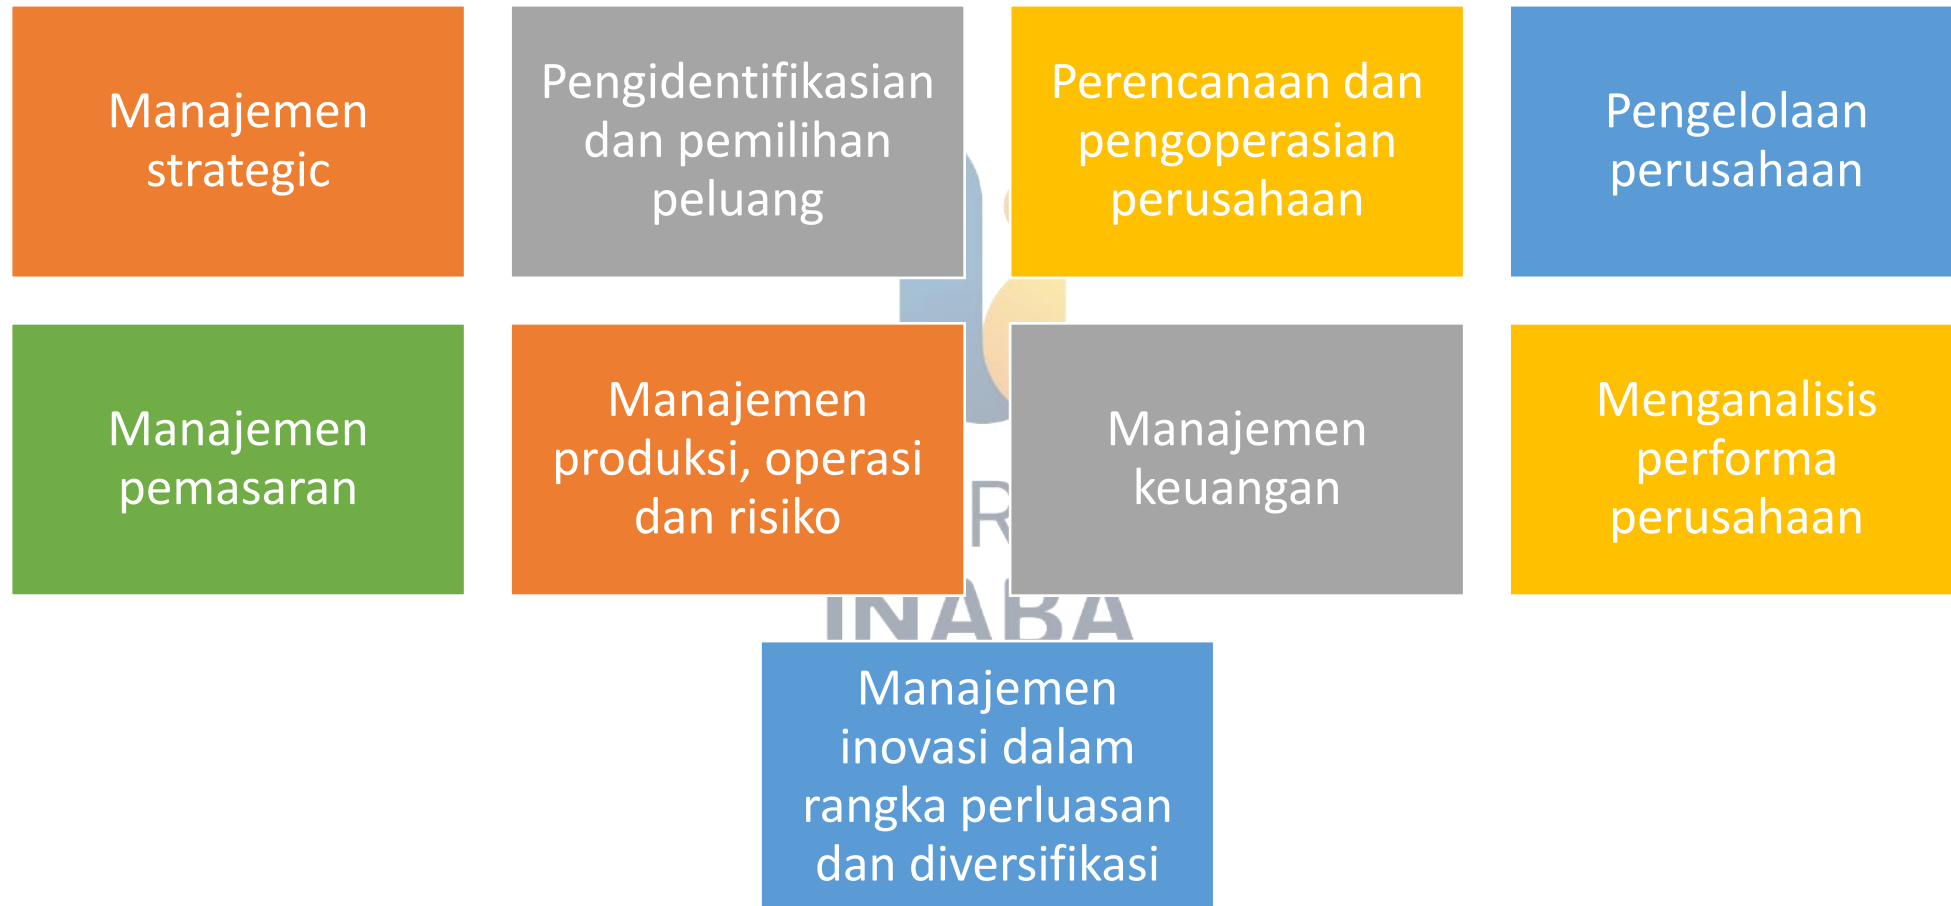 Manajemen
strategic
Pengidentifikasian
dan pemilihan
peluang
Perencanaan dan
pengoperasian
perusahaan
Pengelolaan
perusahaan
Manajemen
pemasaran
Manajemen
produksi, operasi
dan risiko
Manajemen
keuangan
Menganalisis
performa
perusahaan
INABA
Manajemen
inovasi dalam
rangka perluasan
dan diversifikasi